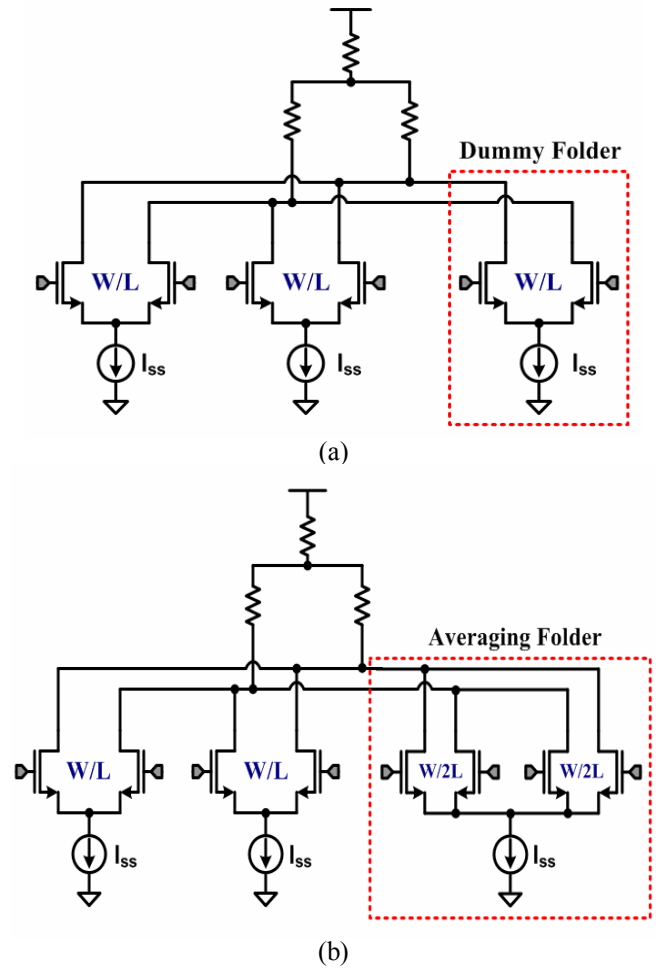 Dummy Folder
W/L
W/L
W/L
Iss
Iss
Iss
(a)
Averaging Folder
W/L
W/L
W/2L
W/2L
Iss
Iss
Iss
(b)